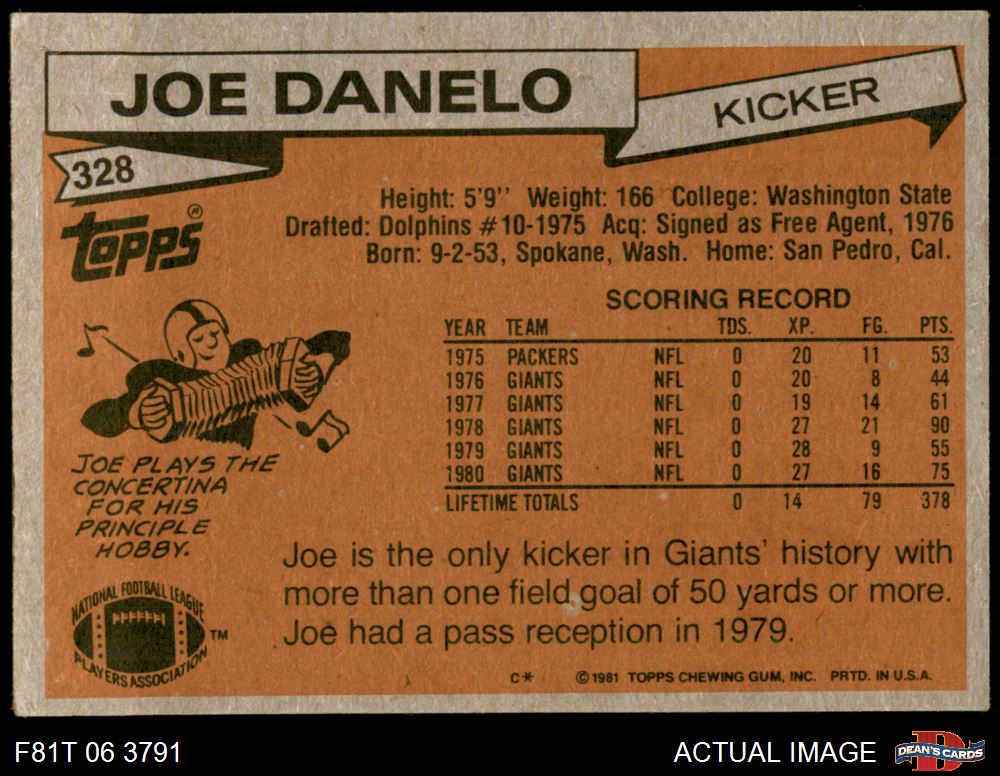 JOE DANELO
KICKER
328
TOPPS®
Height: 5'9'' Weight: 166 College: Washington State
Drafted: Dolphins #10-1975 Acq: Signed as Free Agent, 1976
Born: 9-2-53, Spokane, Wash. Home: San Pedro, Cal.
SCORING RECORD
YEAR TEAM TDS. XP. FG. PTS.
1975 PACKERS NFL 0 20 11 53
1976 GIANTS NFL 0 20 8 44
1977 GIANTS NFL 0 19 14 61
1978 GIANTS NFL 0 27 21 90
1979 GIANTS NFL 0 28 9 55
1980 GIANTS NFL 0 27 16 75
LIFETIME TOTALS 0 14 79 378
JOE PLAYS THE
CONCERTINA
FOR HIS
PRINCIPLE
HOBBY.
Joe is the only kicker in Giants' history with
more than one field goal of 50 yards or more.
Joe had a pass reception in 1979.
NATIONAL FOOTBALL LEAGUE
PLAYERS ASSOCIATION
TM
C* ©1981 TOPPS CHEWING GUM, INC. PRTD. IN U.S.A.
F81T 06 3791
ACTUAL IMAGE
DEAN'S CARDS